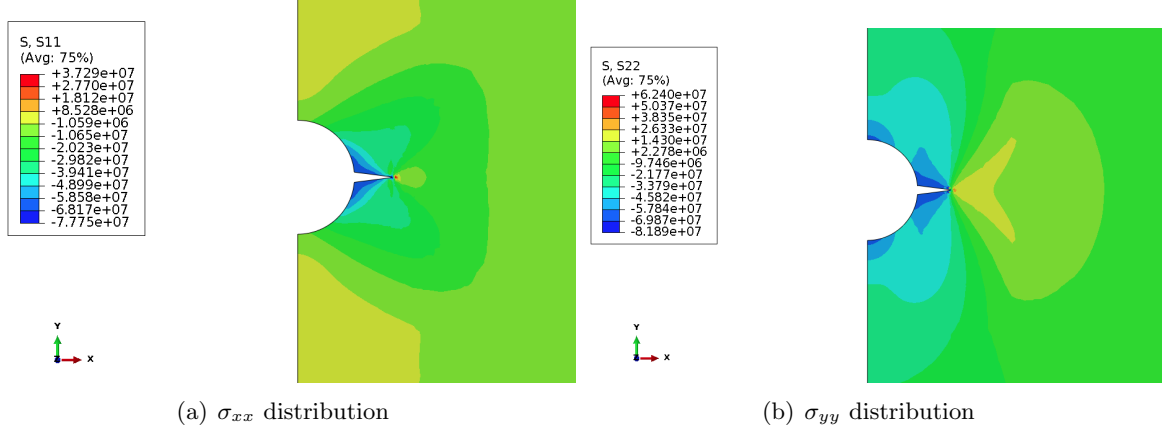 S, S11
(Avg: 75%)
+3.729e+07
+2.770e+07
+1.812e+07
+8.528e+06
-1.059e+06
-1.065e+07
-2.023e+07
-2.982e+07
-3.941e+07
-4.899e+07
-5.858e+07
-6.817e+07
-7.775e+07
Y
Z
X
(a) σxx distribution
S, S22
(Avg: 75%)
+6.240e+07
+5.037e+07
+3.835e+07
+2.633e+07
+1.430e+07
+2.278e+06
-9.746e+06
-2.177e+07
-3.379e+07
-4.582e+07
-5.784e+07
-6.987e+07
-8.189e+07
Y
Z
X
(b) σyy distribution